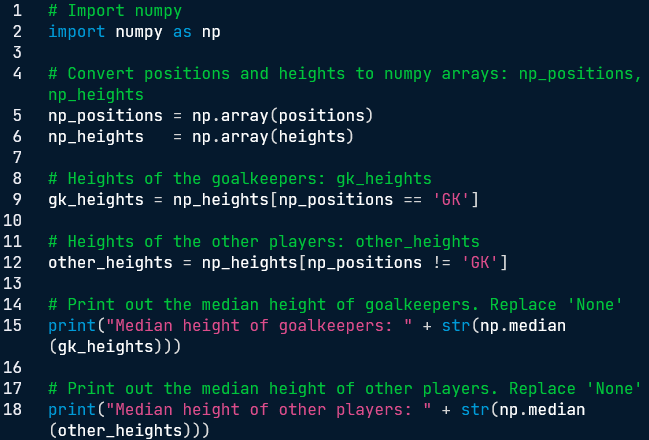 1 # Import numpy
2 import numpy as np
3
4 # Convert positions and heights to numpy arrays: np_positions,
np_heights
5 np_positions = np.array(positions)
6 np_heights   = np.array(heights)
7
8 # Heights of the goalkeepers: gk_heights
9 gk_heights = np_heights[np_positions == 'GK']
10
11 # Heights of the other players: other_heights
12 other_heights = np_heights[np_positions != 'GK']
13
14 # Print out the median height of goalkeepers. Replace 'None'
15 print("Median height of goalkeepers: " + str(np.median
(gk_heights)))
16
17 # Print out the median height of other players. Replace 'None'
18 print("Median height of other players: " + str(np.median
(other_heights)))